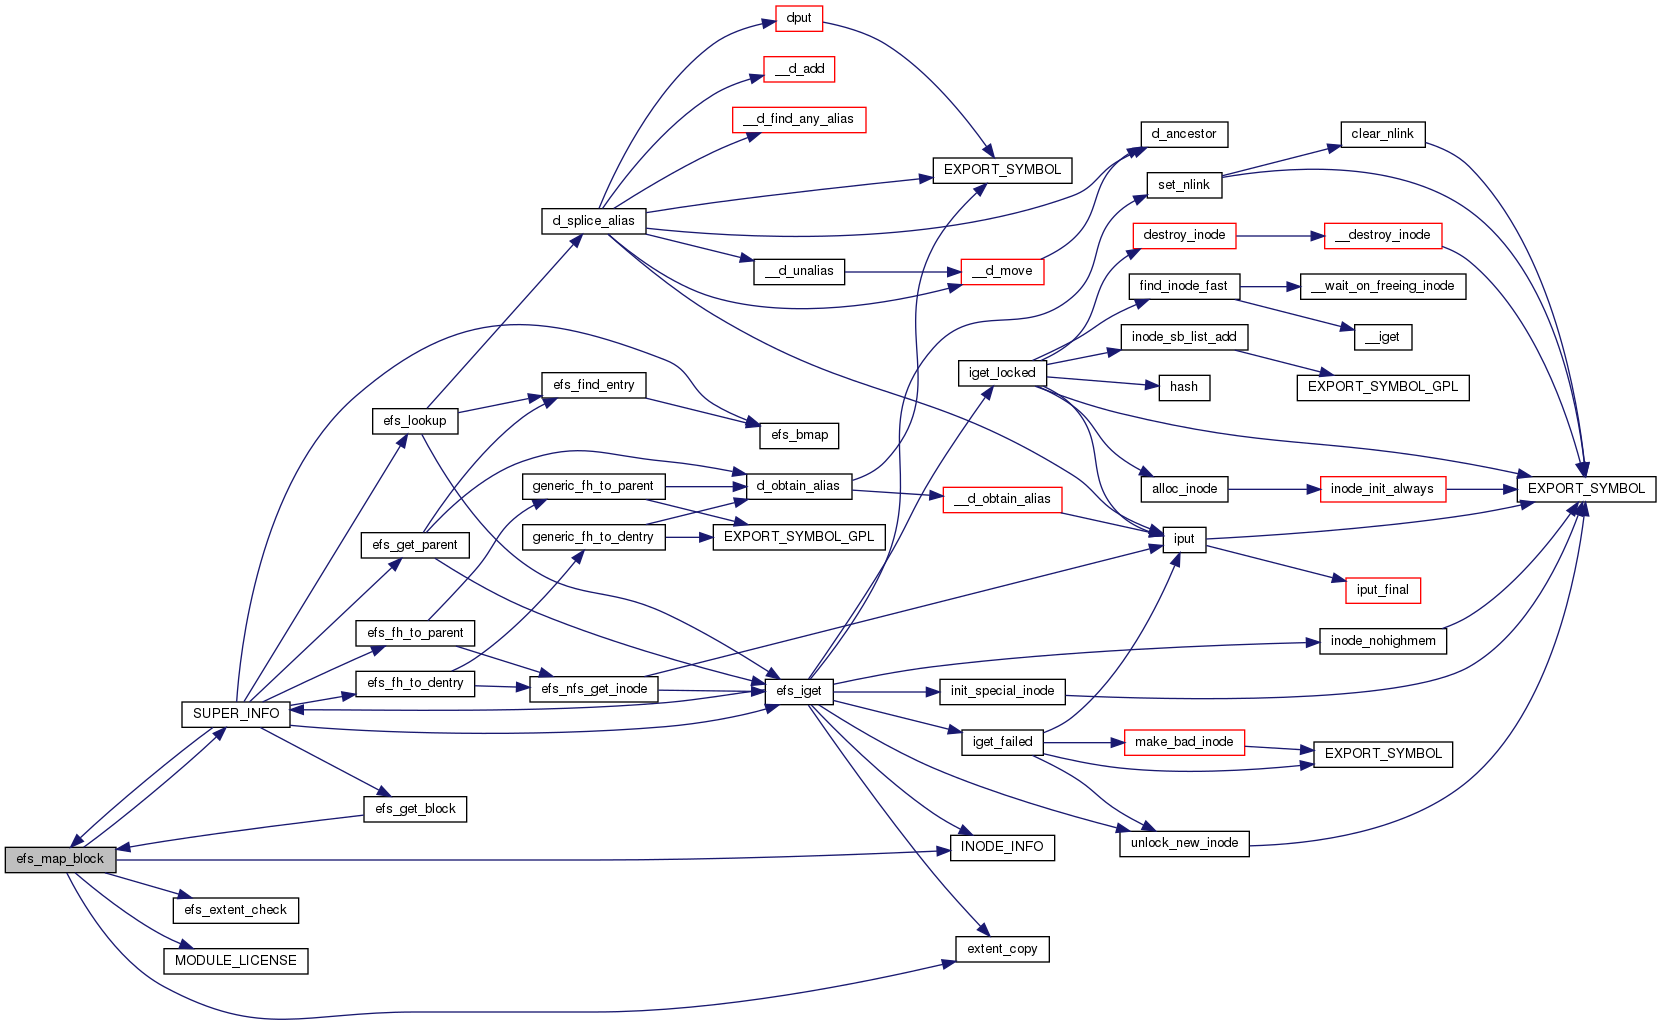 dput
__d_add
__d_find_any_alias
d_ancestor
clear_nlink
EXPORT_SYMBOL
set_nlink
d_splice_alias
destroy_inode
__destroy_inode
__d_unalias
__d_move
find_inode_fast
__wait_on_freeing_inode
inode_sb_list_add
__iget
iget_locked
hash
EXPORT_SYMBOL_GPL
efs_find_entry
efs_lookup
efs_bmap
generic_fh_to_parent
d_obtain_alias
__d_obtain_alias
alloc_inode
inode_init_always
EXPORT_SYMBOL
efs_get_parent
generic_fh_to_dentry
EXPORT_SYMBOL_GPL
iput
iput_final
efs_fh_to_parent
inode_nohighmem
efs_fh_to_dentry
efs_nfs_get_inode
efs_iget
init_special_inode
SUPER_INFO
iget_failed
make_bad_inode
EXPORT_SYMBOL
efs_get_block
efs_map_block
INODE_INFO
unlock_new_inode
efs_extent_check
MODULE_LICENSE
extent_copy